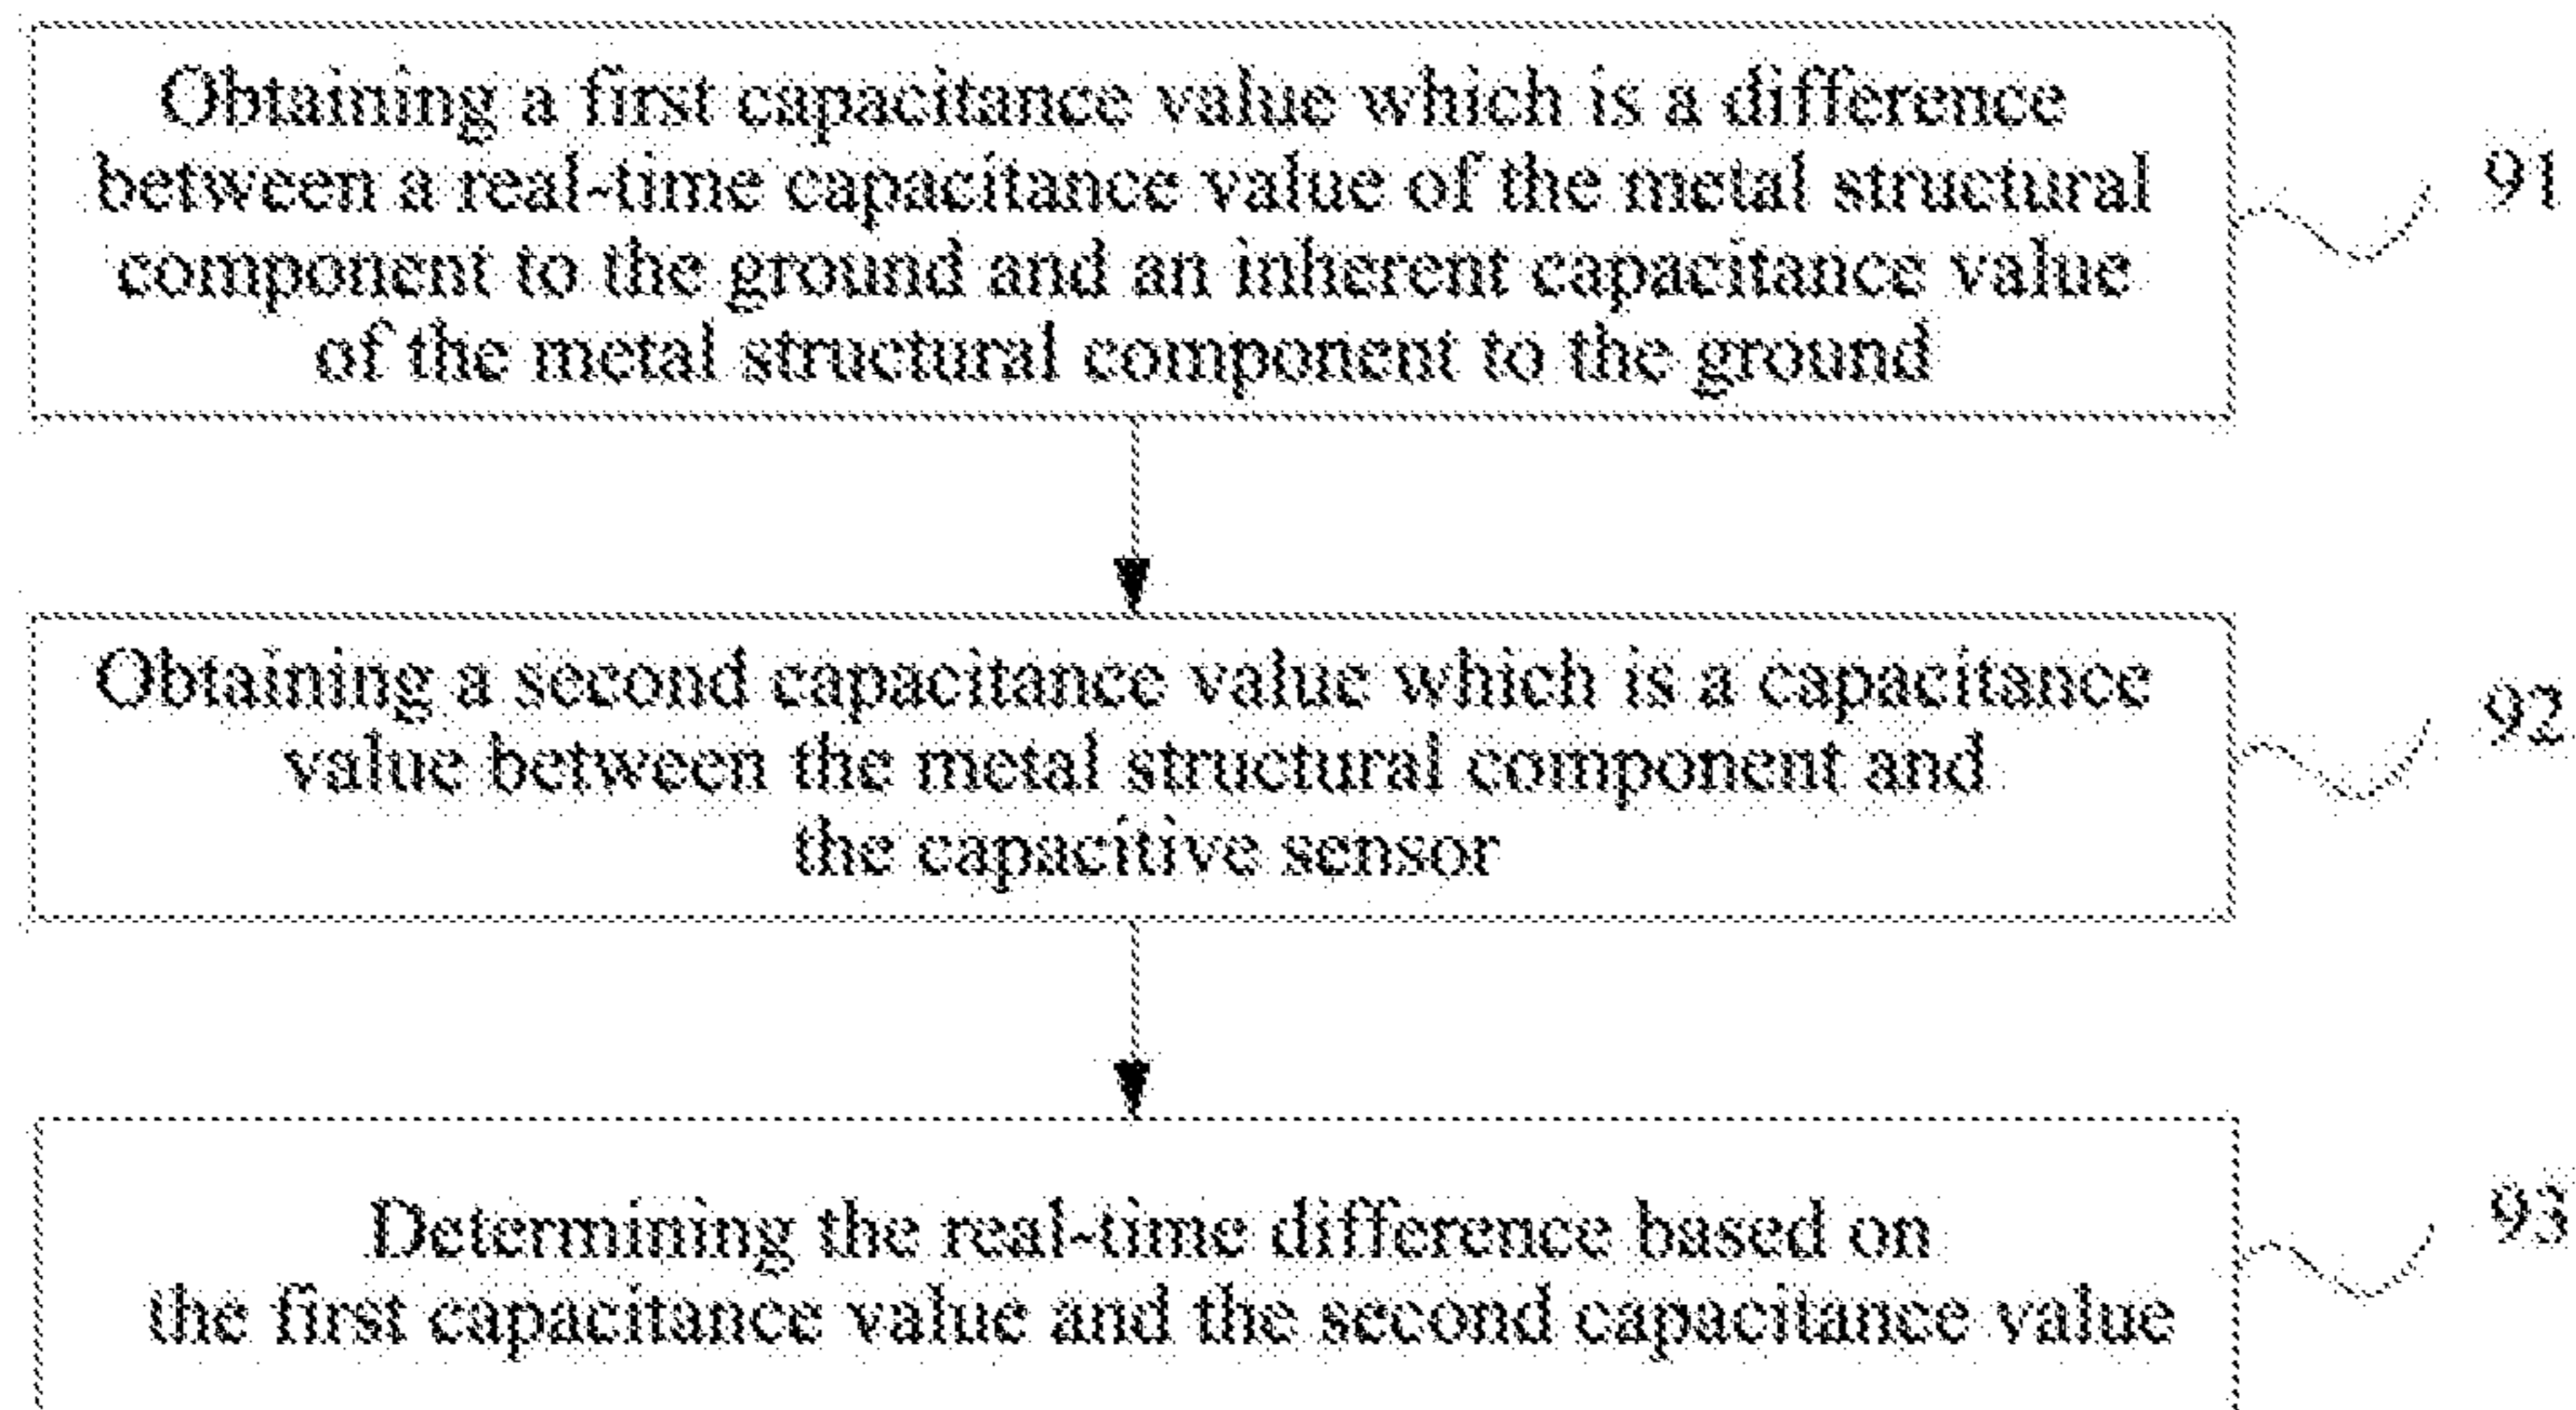 Obtaining a first capacitance value which is a difference
between a real-time capacitance value of the metal structural
component to the ground and an inherent capacitance value
of the metal structural component to the ground
91
Obtaining a second capacitance value which is a capacitance
value between the metal structural component and
the capacitive sensor
92
Determining the real-time difference based on
the first capacitance value and the second capacitance value
93